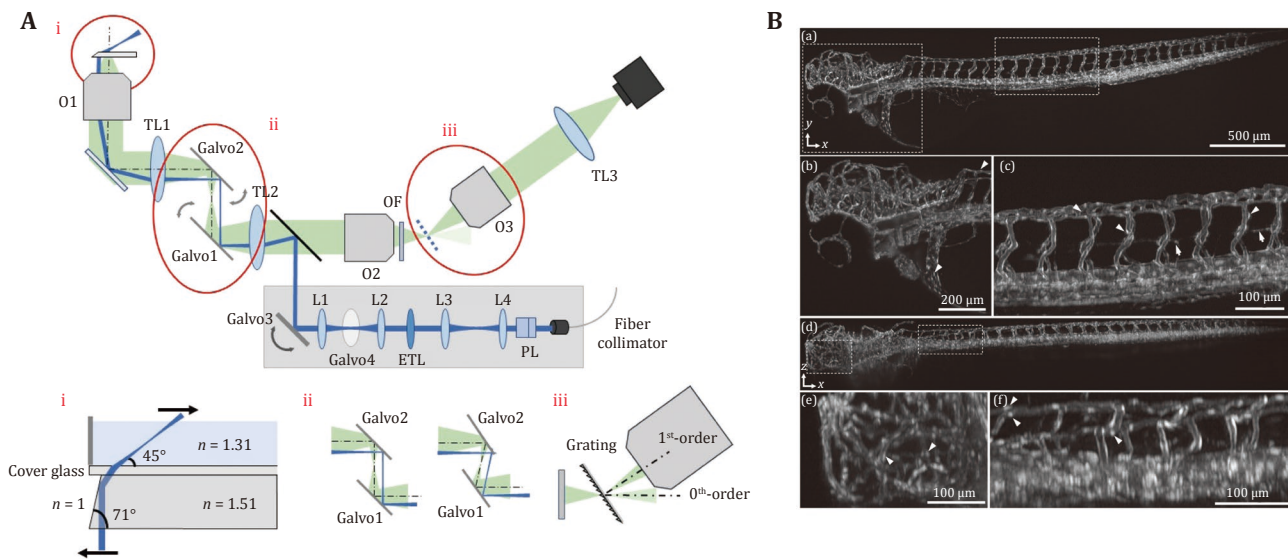 A
i
O1
TL1
ii
Galvo2
TL2
Galvo1
O2
OF
iii
O3
TL3
Galvo3
L1
L2
L3
L4
Galvo4
ETL
PL
Fiber
collimator
i
n = 1.31
45°
Cover glass
n = 1
71°
n = 1.51
ii
Galvo2
Galvo2
Galvo1
Galvo1
iii
Grating
1st-order
0th-order
B
(a)
y
x
500 μm
(b)
200 μm
(c)
100 μm
(d)
z
x
(e)
100 μm
(f)
100 μm